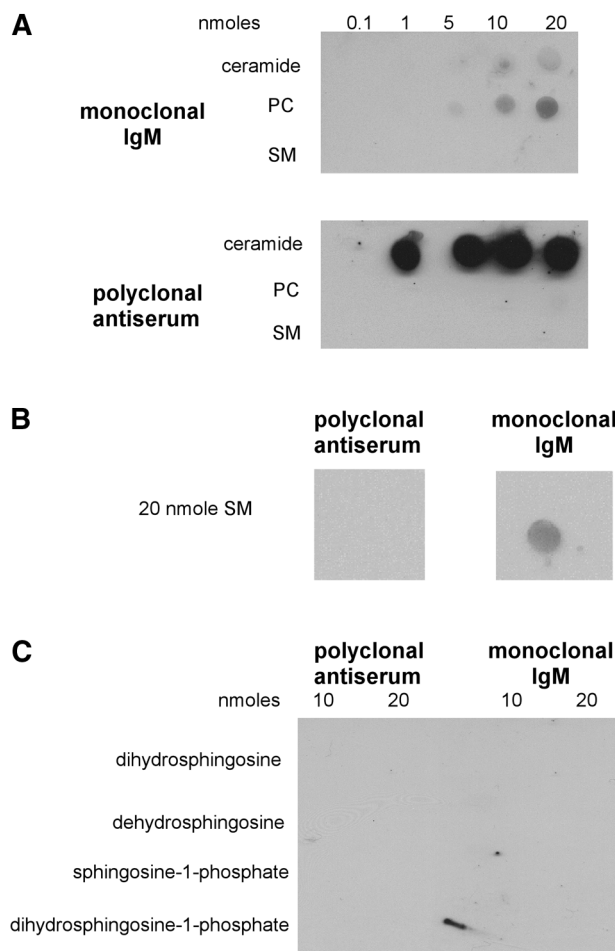 A
nmoles 0.1 1 5 10 20
ceramide
monoclonal
IgM
PC
SM
ceramide
polyclonal
antiserum
PC
SM
B
polyclonal
antiserum
monoclonal
IgM
20 nmole SM
C
polyclonal
antiserum
monoclonal
IgM
nmoles 10 20 10 20
dihydrosphingosine
dehydrosphingosine
sphingosine-1-phosphate
dihydrosphingosine-1-phosphate